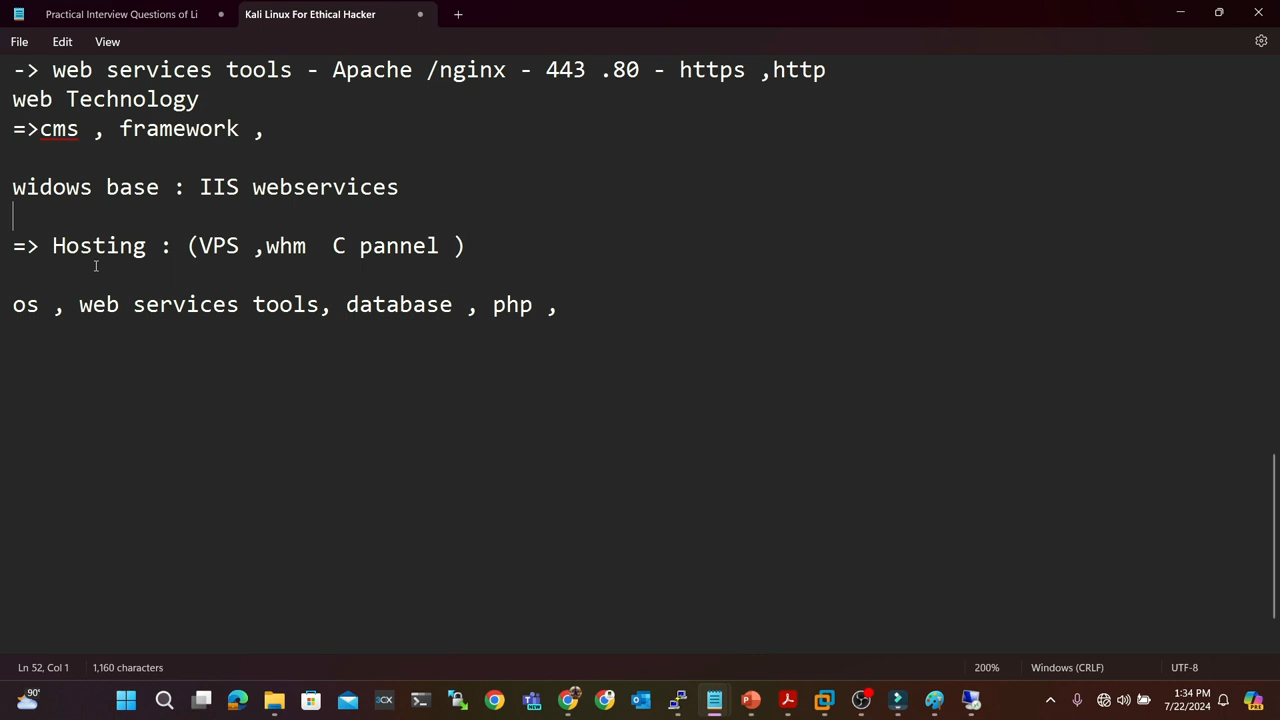 Practical Interview Questions of Li
Kali Linux For Ethical Hacker
File Edit View
-> web services tools - Apache /nginx - 443 .80 - https ,http
web Technology
=>cms , framework ,
widows base : IIS webservices
=> Hosting : (VPS ,whm  C pannel )
os , web services tools, database , php ,
Ln 52, Col 1
1,160 characters
200%
Windows (CRLF)
UTF-8
90°
3CX
NEW
1:34 PM
7/22/2024